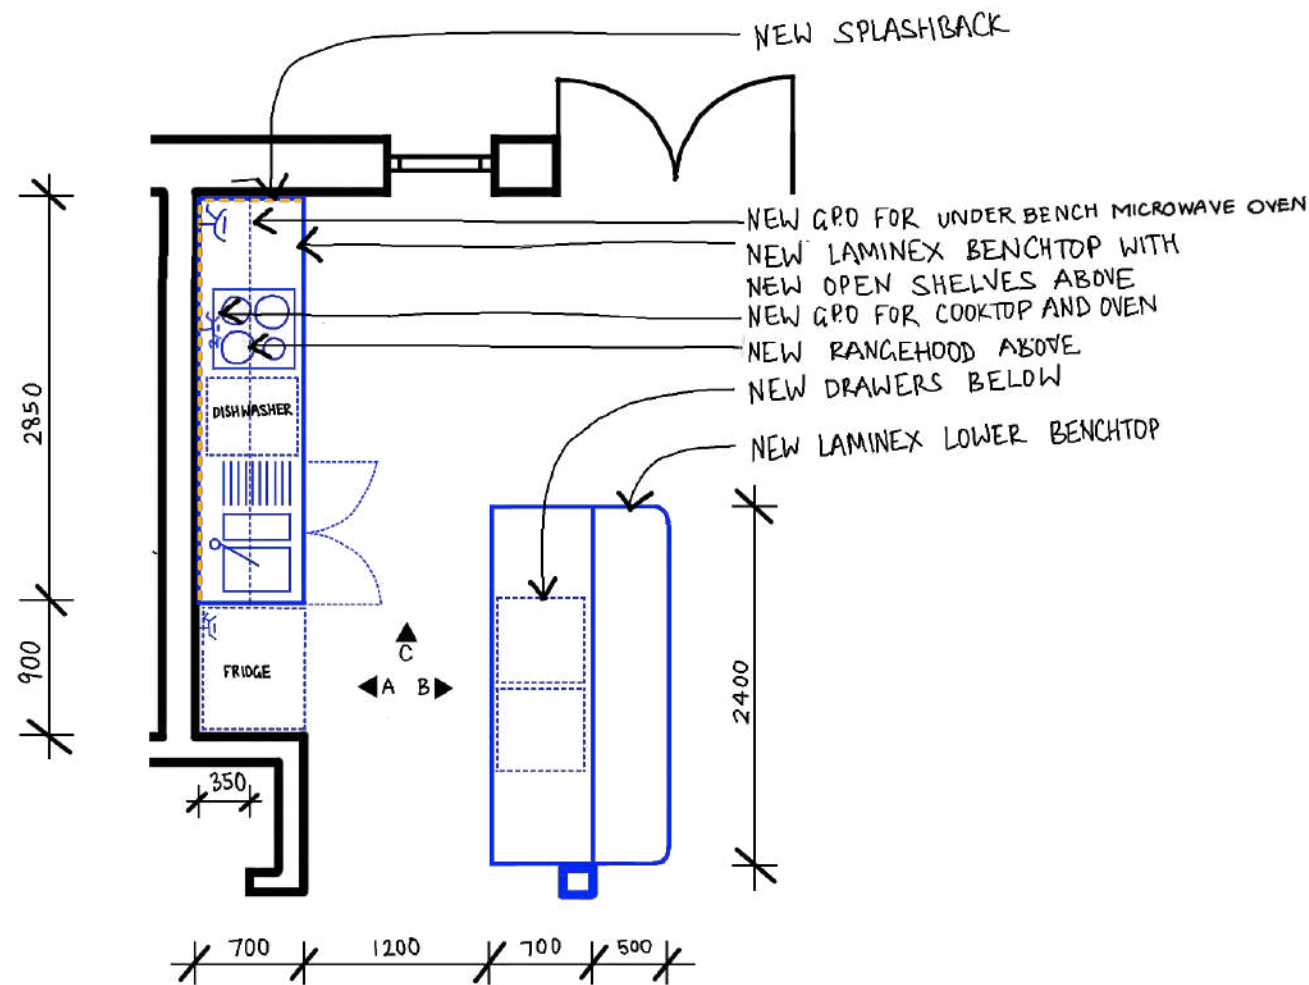 NEW SPLASHBACK
NEW G.P.O FOR UNDER BENCH MICROWAVE OVEN
NEW LAMINEX BENCHTOP WITH
NEW OPEN SHELVES ABOVE
NEW G.P.O FOR COOKTOP AND OVEN
NEW RANGEHOOD ABOVE
NEW DRAWERS BELOW
NEW LAMINEX LOWER BENCHTOP
2850
DISHWASHER
900
FRIDGE
C
A B
2400
350
700 1200 700 500